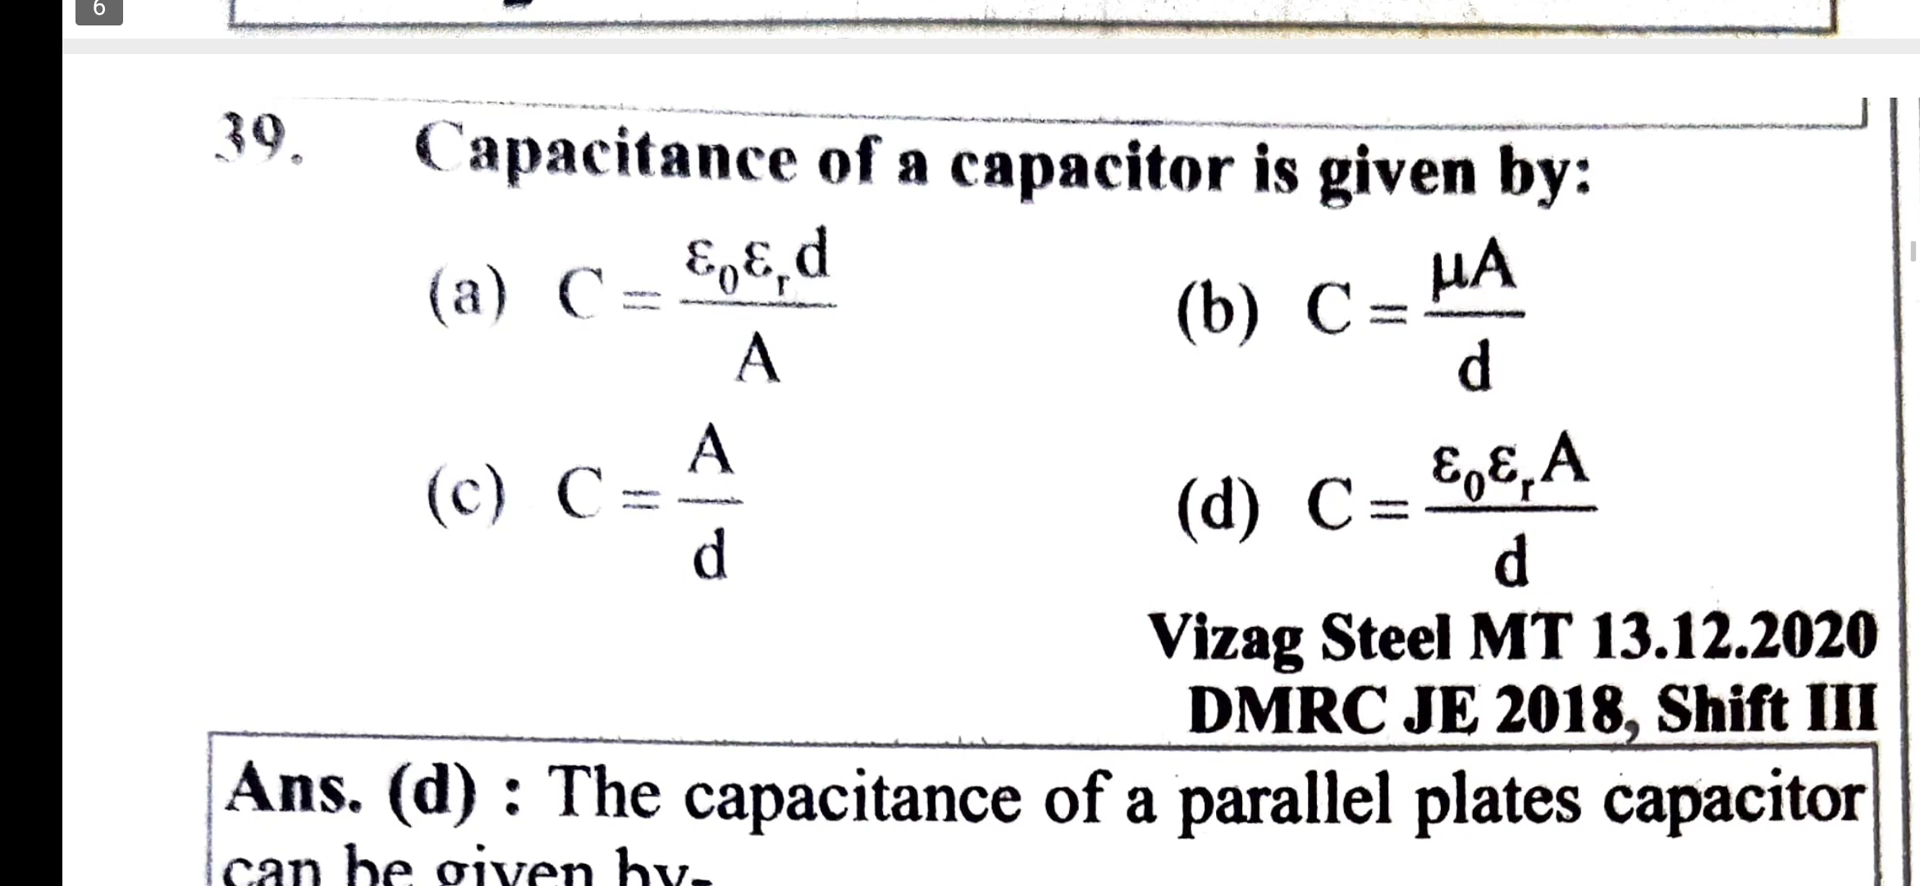 6
39. Capacitance of a capacitor is given by:
(a) C = ε₀εᵣd / A (b) C = μA / d
(c) C = A / d (d) C = ε₀εᵣA / d
Vizag Steel MT 13.12.2020
DMRC JE 2018, Shift III
Ans. (d) : The capacitance of a parallel plates capacitor
can be given by-